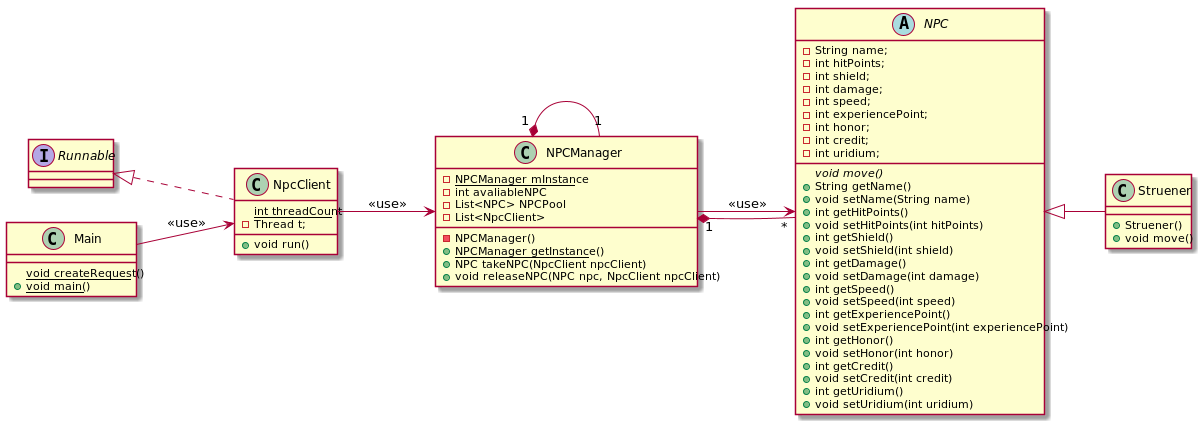 I Runnable
C Main
void createRequest()
void main()
«use»
C NpcClient
int threadCount
Thread t;
void run()
«use»
1
1
C NPCManager
NPCManager mInstance
int avaliableNPC
List<NPC> NPCPool
List<NpcClient>
NPCManager()
NPCManager getInstance()
NPC takeNPC(NpcClient npcClient)
void releaseNPC(NPC npc, NpcClient npcClient)
«use»
1
*
A NPC
String name;
int hitPoints;
int shield;
int damage;
int speed;
int experiencePoint;
int honor;
int credit;
int uridium;
void move()
String getName()
void setName(String name)
int getHitPoints()
void setHitPoints(int hitPoints)
int getShield()
void setShield(int shield)
int getDamage()
void setDamage(int damage)
int getSpeed()
void setSpeed(int speed)
int getExperiencePoint()
void setExperiencePoint(int experiencePoint)
int getHonor()
void setHonor(int honor)
int getCredit()
void setCredit(int credit)
int getUridium()
void setUridium(int uridium)
C Struener
Struener()
void move()